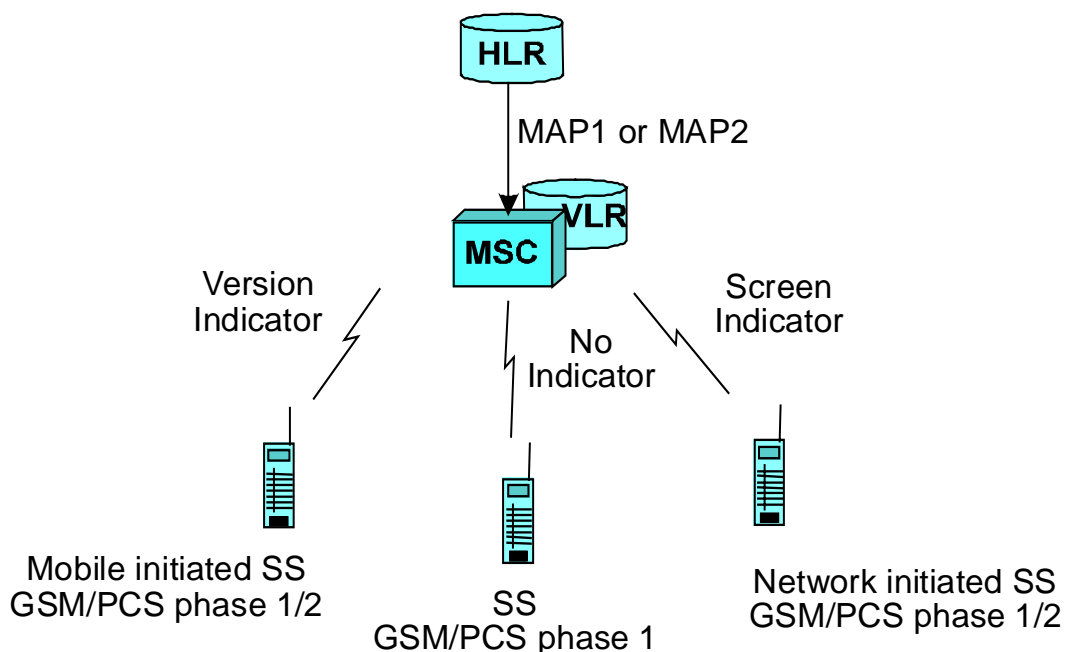 HLR
MAP1 or MAP2
VLR
MSC
Version
Indicator
No
Indicator
Screen
Indicator
Mobile initiated SS
GSM/PCS phase 1/2
SS
GSM/PCS phase 1
Network initiated SS
GSM/PCS phase 1/2